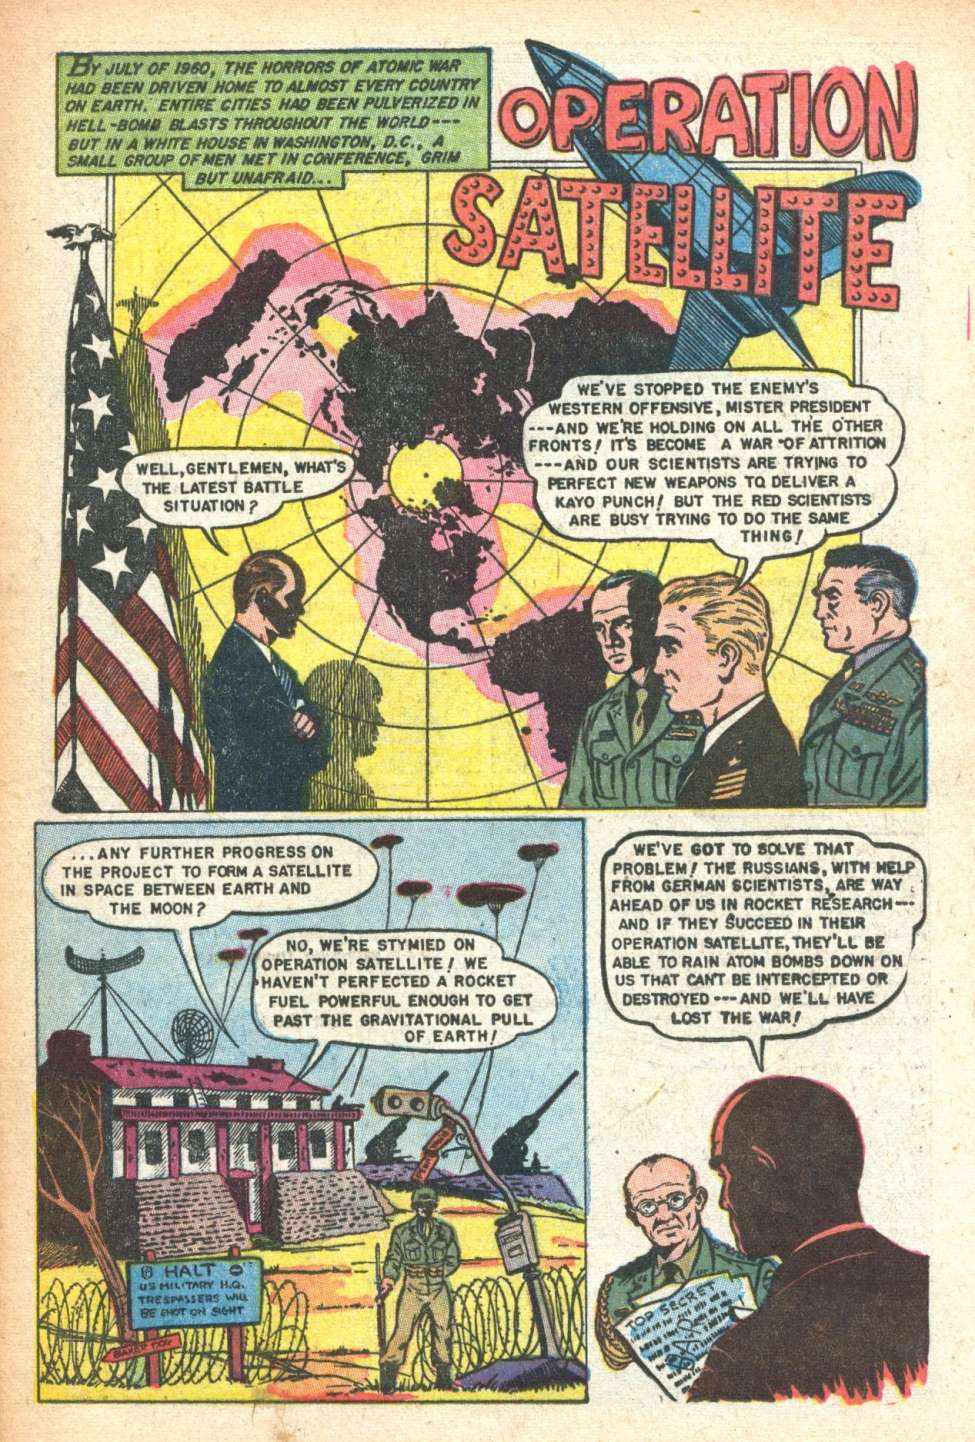 BY JULY OF 1960, THE HORRORS OF ATOMIC WAR
HAD BEEN DRIVEN HOME TO ALMOST EVERY COUNTRY
ON EARTH. ENTIRE CITIES HAD BEEN PULVERIZED IN
HELL-BOMB BLASTS THROUGHOUT THE WORLD---
BUT IN A WHITE HOUSE IN WASHINGTON, D.C., A
SMALL GROUP OF MEN MET IN CONFERENCE, GRIM
BUT UNAFRAID...
OPERATION
SATELLITE
WELL, GENTLEMEN, WHAT'S
THE LATEST BATTLE
SITUATION?
WE'VE STOPPED THE ENEMY'S
WESTERN OFFENSIVE, MISTER PRESIDENT
---AND WE'RE HOLDING ON ALL THE OTHER
FRONTS! IT'S BECOME A WAR OF ATTRITION
---AND OUR SCIENTISTS ARE TRYING TO
PERFECT NEW WEAPONS TO DELIVER A
KAYO PUNCH! BUT THE RED SCIENTISTS
ARE BUSY TRYING TO DO THE SAME
THING!
...ANY FURTHER PROGRESS ON
THE PROJECT TO FORM A SATELLITE
IN SPACE BETWEEN EARTH AND
THE MOON?
NO, WE'RE STYMIED ON
OPERATION SATELLITE! WE
HAVEN'T PERFECTED A ROCKET
FUEL POWERFUL ENOUGH TO GET
PAST THE GRAVITATIONAL PULL
OF EARTH!
HALT
US MILITARY H.Q.
TRESPASSERS WILL
BE SHOT ON SIGHT
WE'VE GOT TO SOLVE THAT
PROBLEM! THE RUSSIANS, WITH HELP
FROM GERMAN SCIENTISTS, ARE WAY
AHEAD OF US IN ROCKET RESEARCH---
AND IF THEY SUCCEED IN THEIR
OPERATION SATELLITE, THEY'LL BE
ABLE TO RAIN ATOM BOMBS DOWN ON
US THAT CAN'T BE INTERCEPTED OR
DESTROYED---AND WE'LL HAVE
LOST THE WAR!
TOP SECRET